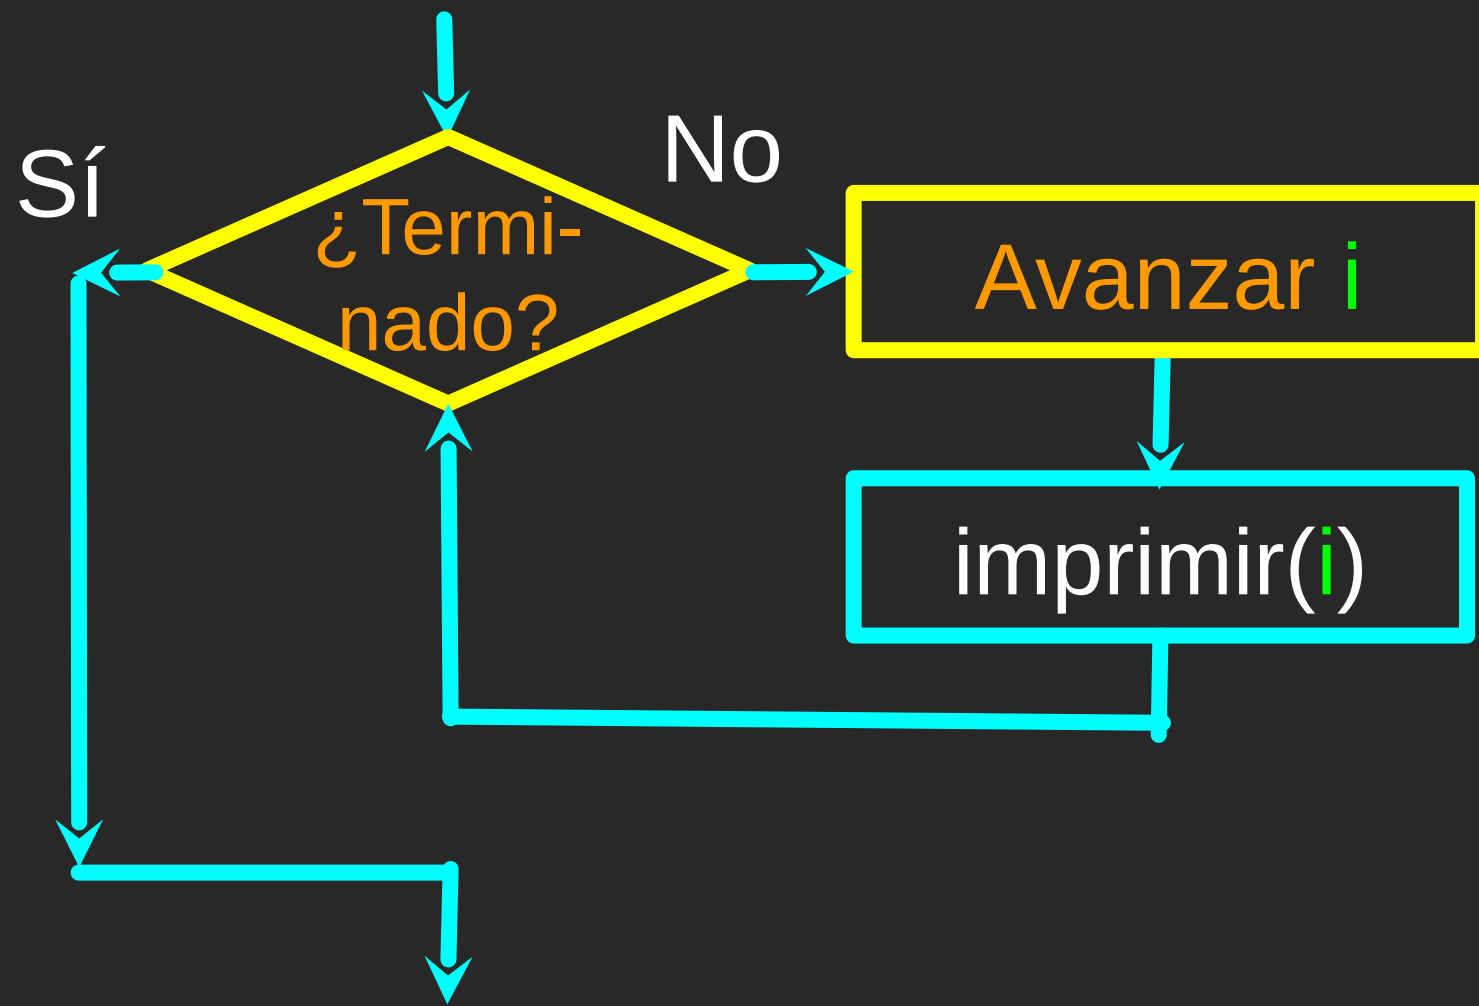 Sí
No
¿Termi-
nado?
Avanzar i
imprimir(i)